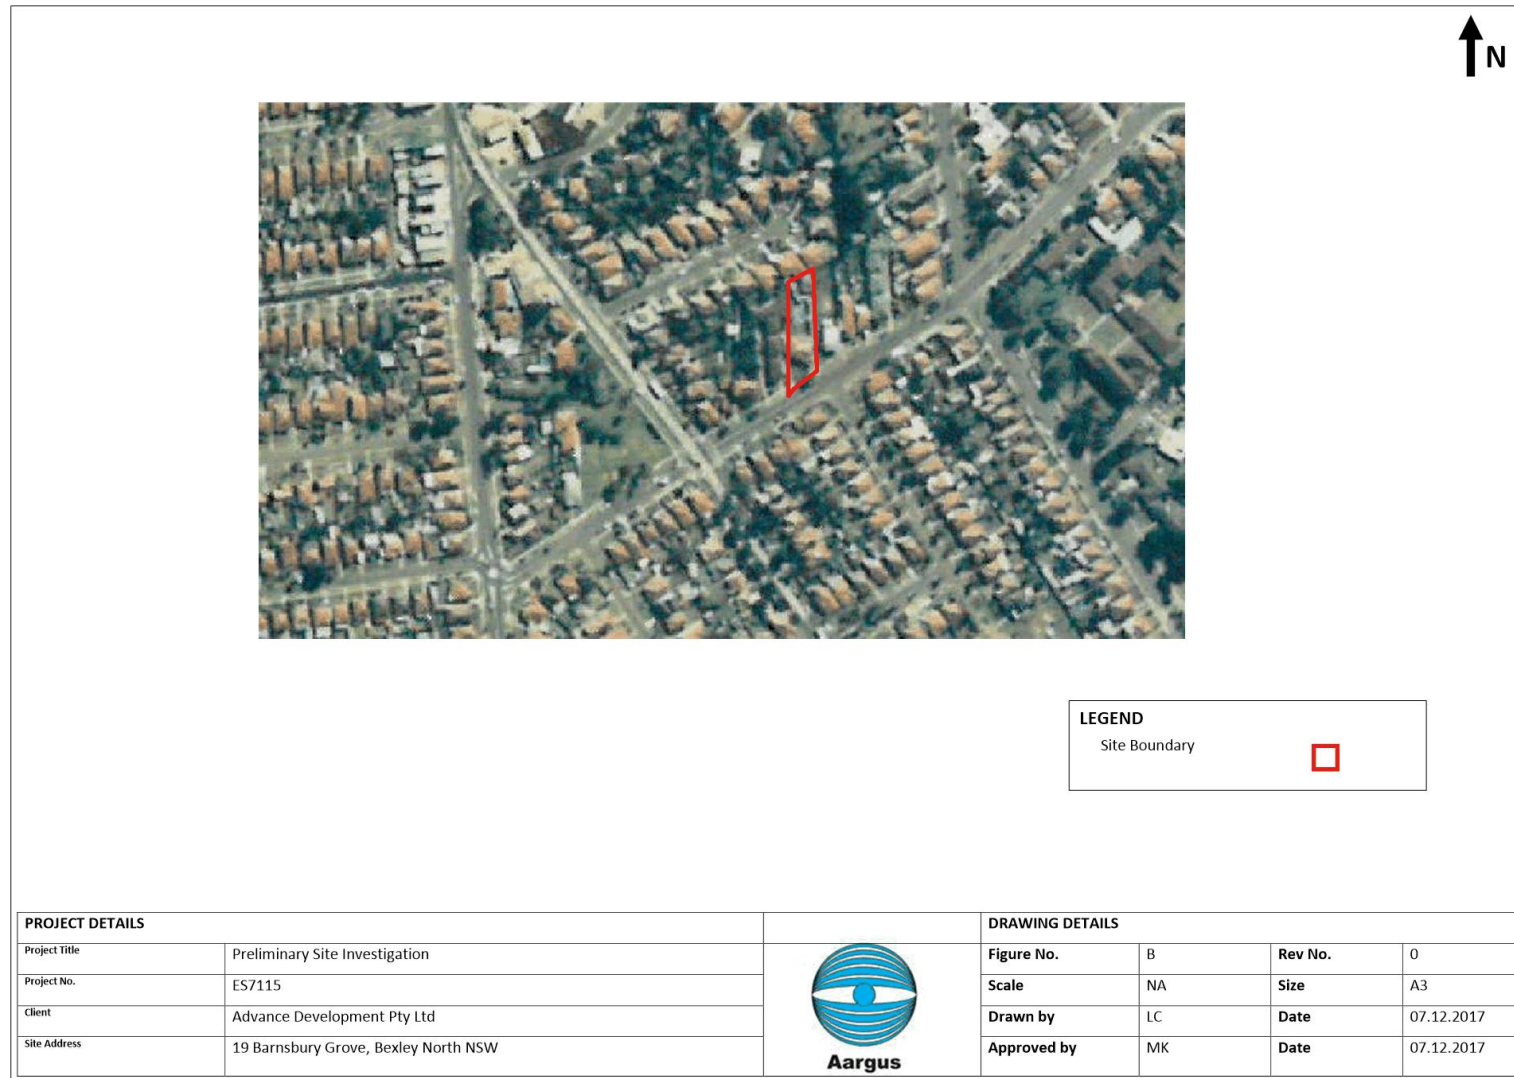 N
LEGEND
Site Boundary
PROJECT DETAILS
Project Title Preliminary Site Investigation
Project No. ES7115
Client Advance Development Pty Ltd
Site Address 19 Barnsbury Grove, Bexley North NSW
Aargus
DRAWING DETAILS
Figure No. B Rev No. 0
Scale NA Size A3
Drawn by LC Date 07.12.2017
Approved by MK Date 07.12.2017